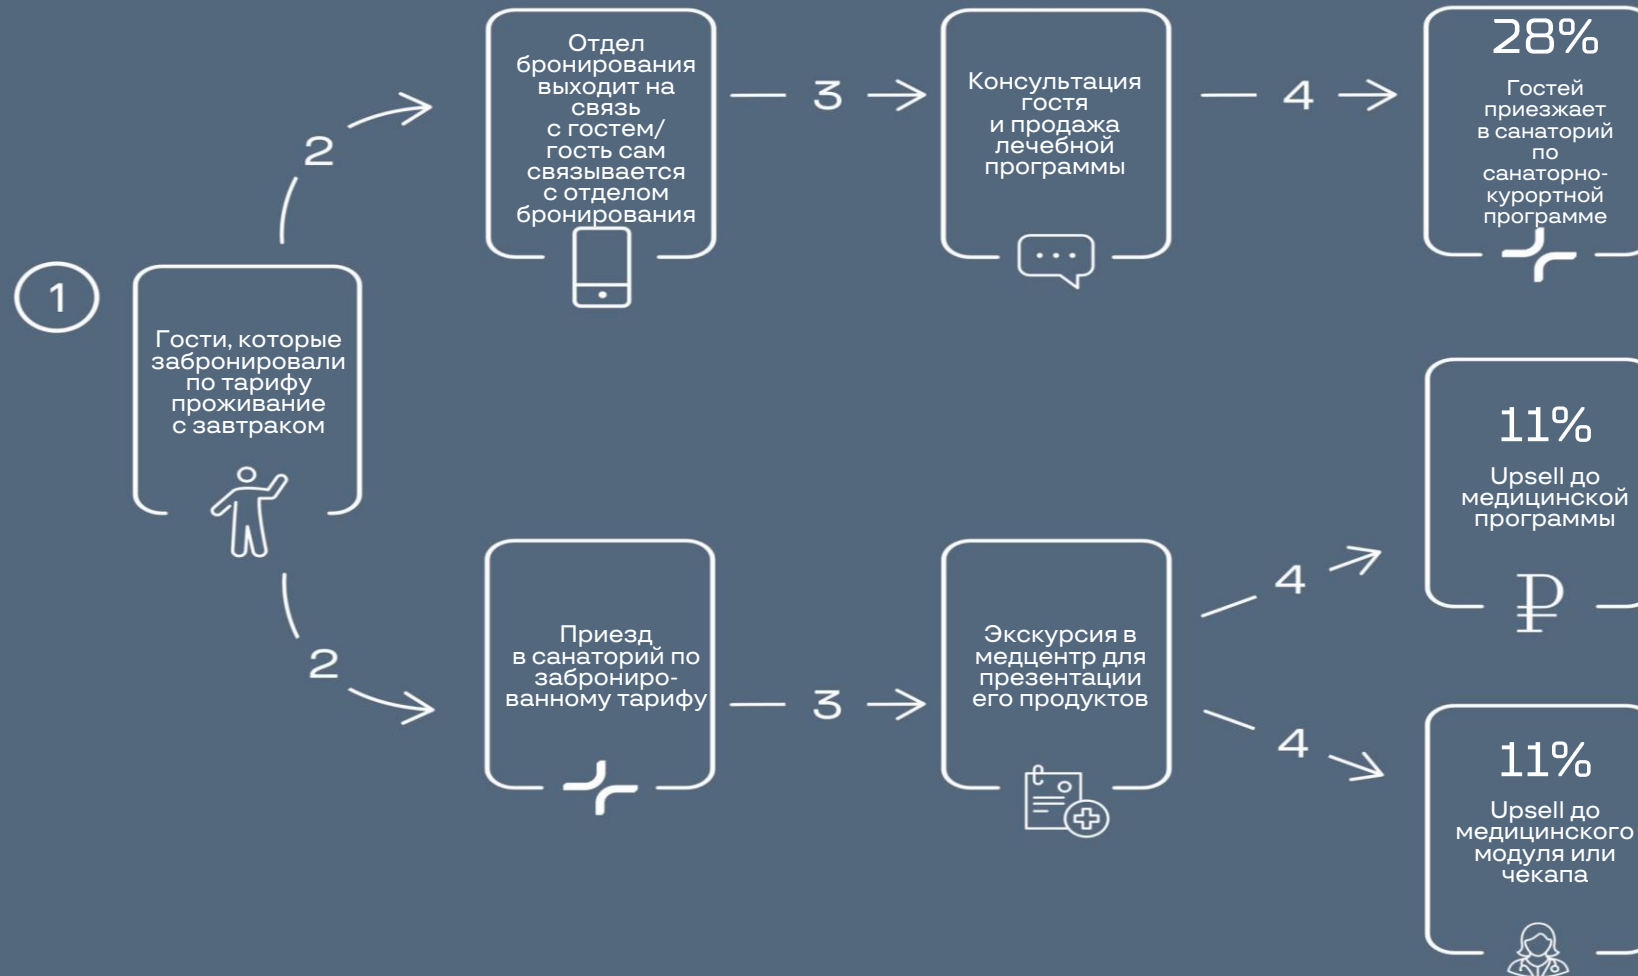 1
Гости, которые
забронировали
по тарифу
проживание
с завтраком
2
Отдел
бронирования
выходит на
связь
с гостем/
гость сам
связывается
с отделом
бронирования
3
Консультация
гостя
и продажа
лечебной
программы
4
28%
Гостей
приезжает
в санаторий
по
санаторно-
курортной
программе
2
Приезд
в санаторий по
заброниро-
ванному тарифу
3
Экскурсия в
медцентр для
презентации
его продуктов
4
11%
Upsell до
медицинской
программы
₽
4
11%
Upsell до
медицинского
модуля или
чекапа